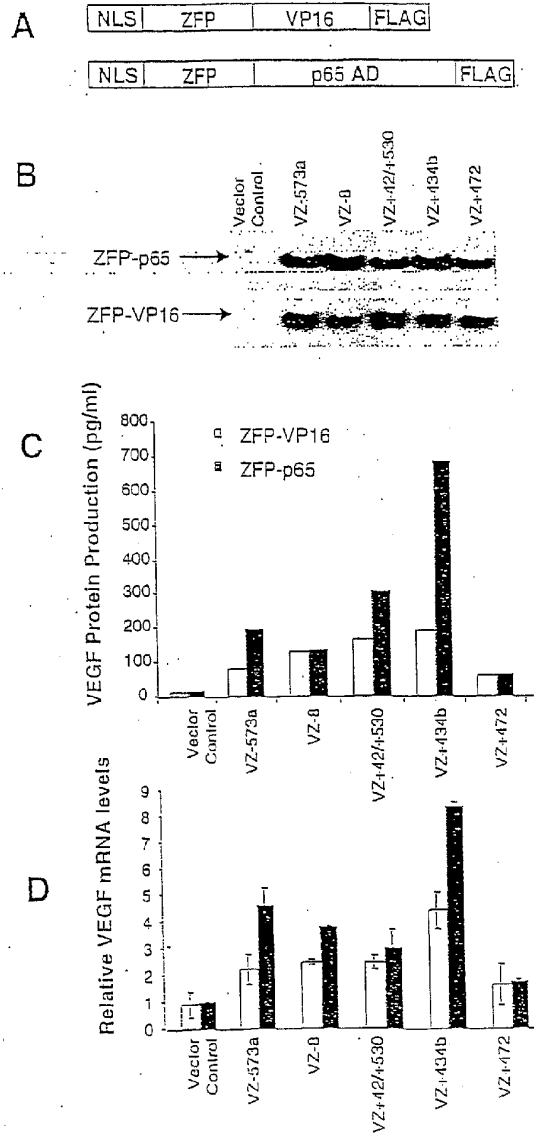 A
NLS ZFP VP16 FLAG
NLS ZFP p65 AD FLAG
B
Vector Control
VZ-573a
VZ-8
VZ+42/+530
VZ+434b
VZ+472
ZFP-p65
ZFP-VP16
C
VEGF Protein Production (pg/ml)
800
700
600
500
400
300
200
100
0
ZFP-VP16
ZFP-p65
Vector Control
VZ-573a
VZ-8
VZ+42/+530
VZ+434b
VZ+472
D
Relative VEGF mRNA levels
9
8
7
6
5
4
3
2
1
0
Vector Control
VZ-573a
VZ-8
VZ+42/+530
VZ+434b
VZ+472